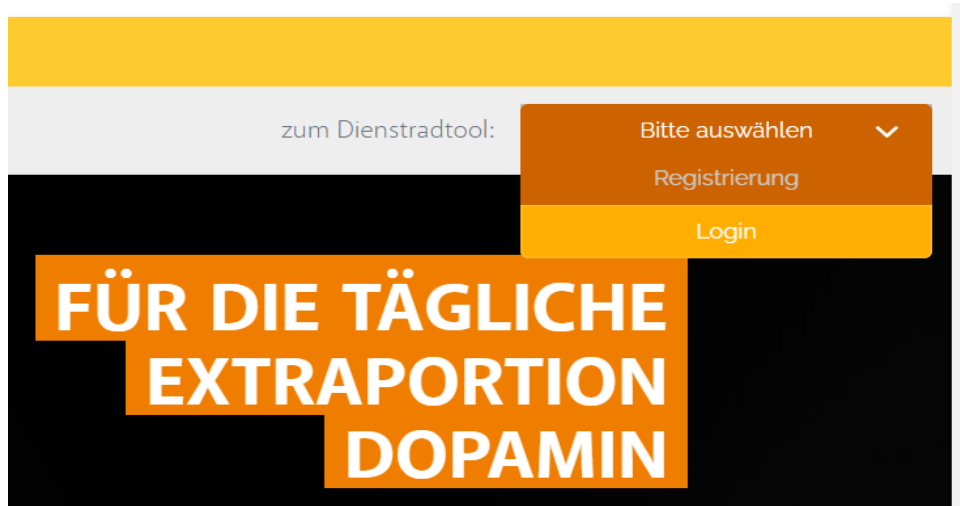 zum Dienstradtool:
Bitte auswählen
Registrierung
Login
FÜR DIE TÄGLICHE
EXTRAPORTION
DOPAMIN